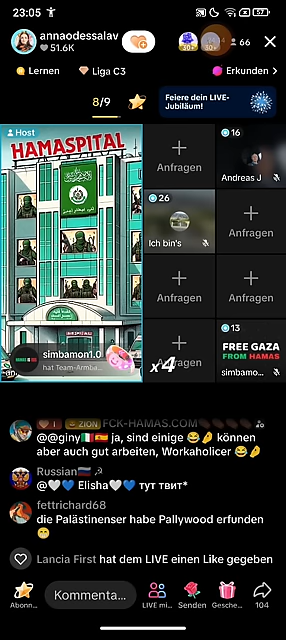 23:05
57
annaodessalav
51.6K
30+
66
Lernen
Liga C3
Erkunden >
8/9
Feiere dein LIVE-
Jubiläum!
Host
HAMASPITAL
Anfragen
16
Andreas J
26
Ich bin's
Anfragen
Anfragen
Anfragen
Anfragen
x4
13
FREE GAZA
FROM HAMAS
simbamo...
simbamon1.0
hat Team-Armba...
ZION FCK-HAMAS.COM
@@giny🇮🇹🇪🇸 ja, sind einige 😂🤌 können
aber auch gut arbeiten, Workaholicer 😂🤌
Russian🇷🇺☭
@🤍💙 Elisha🤍💙 тут твит*
fettrichard68
die Palästinenser habe Pallywood erfunden
😁
Lancia First hat dem LIVE einen Like gegeben
Abonn...
Kommenta...
LIVE mi...
Senden
Gesche...
104